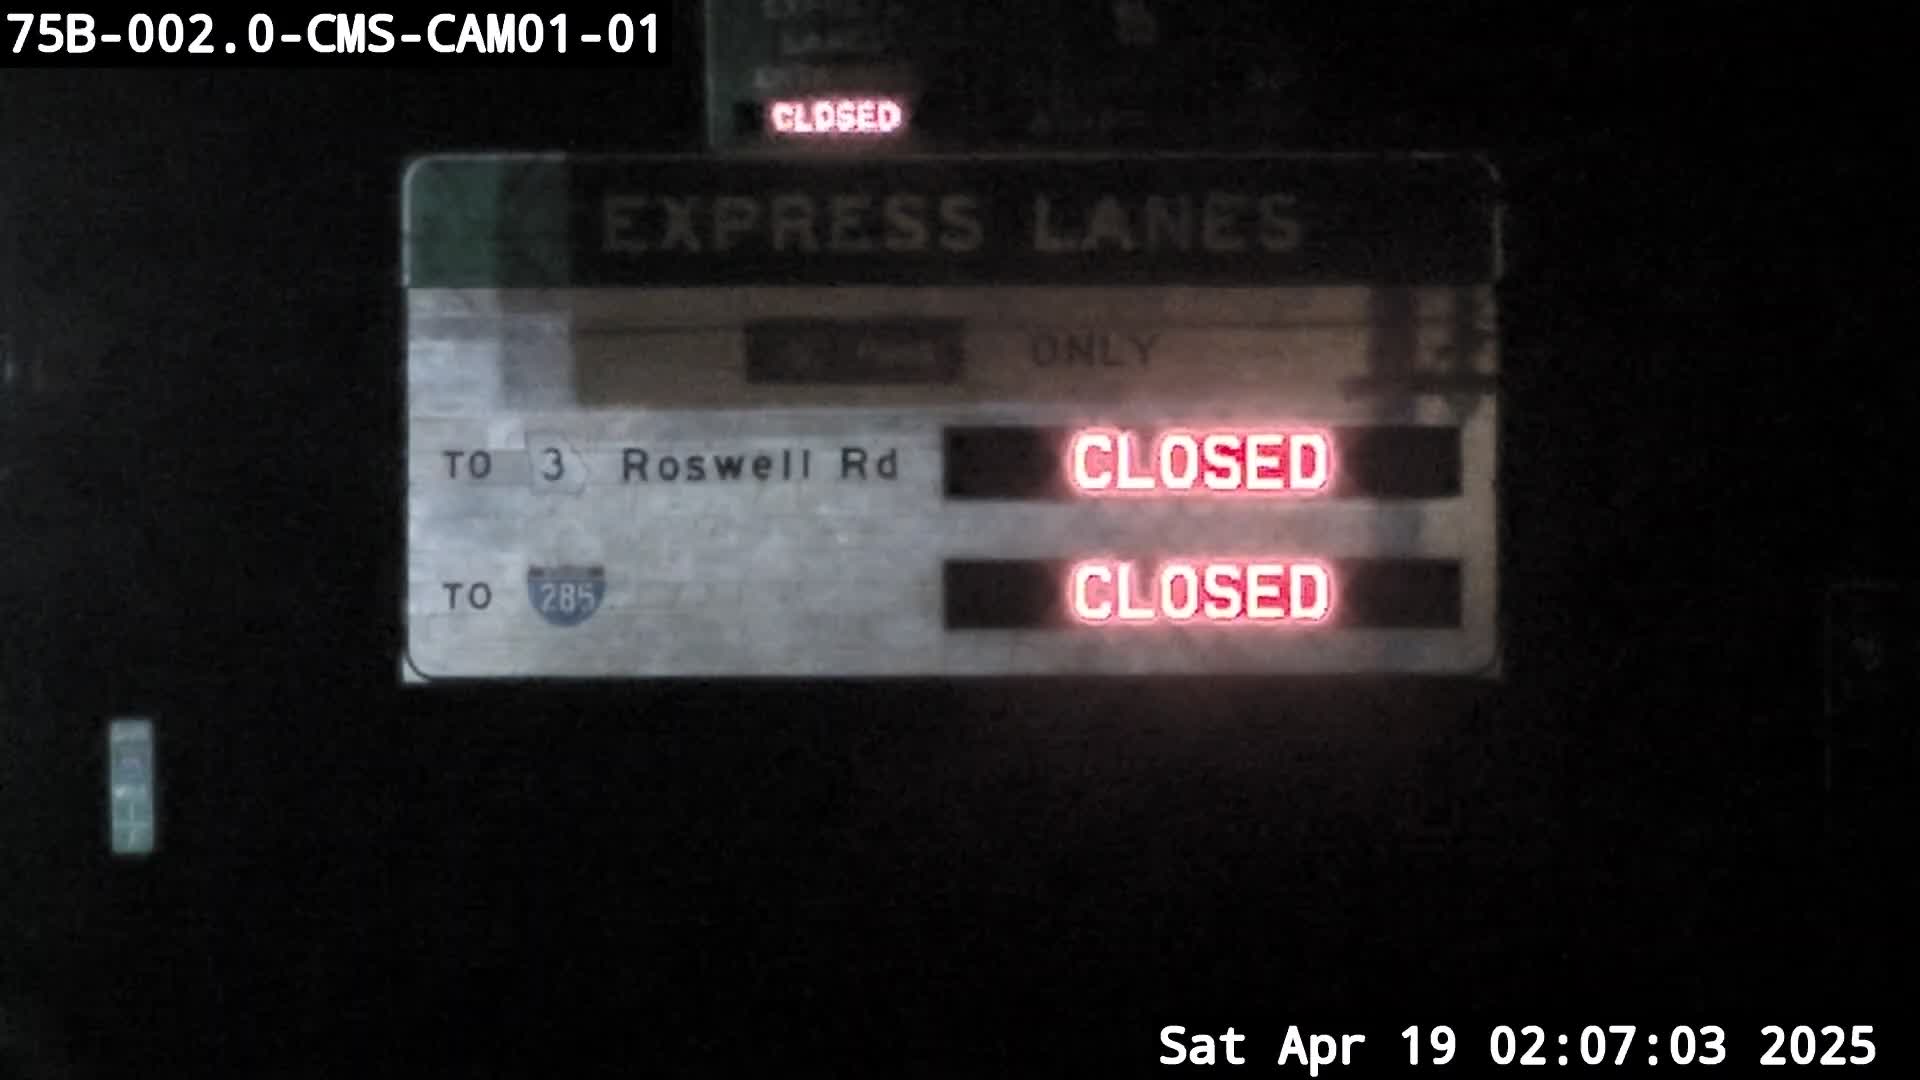 75B-002.0-CMS-CAM01-01
CLOSED
EXPRESS LANES
ONLY
TO 3 Roswell Rd CLOSED
TO 285 CLOSED
Sat Apr 19 02:07:03 2025